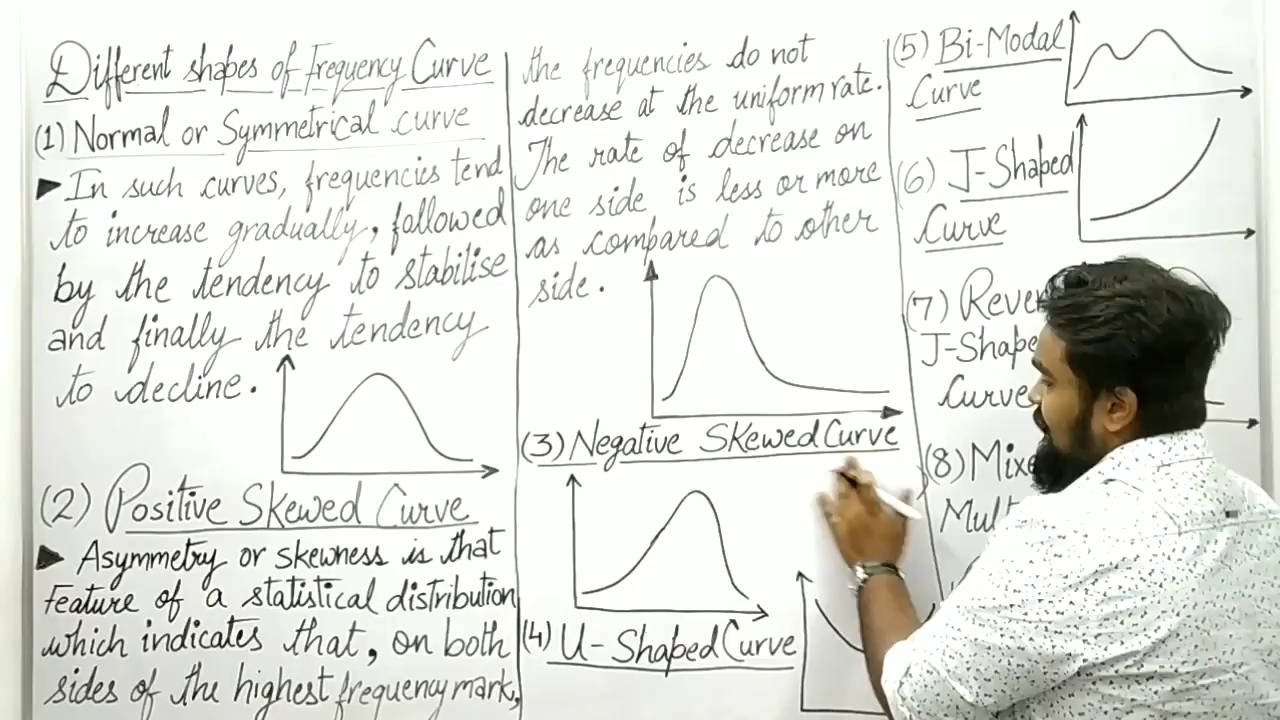 Different shapes of Frequency Curve
(1) Normal or Symmetrical curve
In such curves, frequencies tend
to increase gradually, followed
by the tendency to stabilise
and finally the tendency
to decline.
(2) Positive Skewed Curve
Asymmetry or skewness is that
feature of a statistical distribution
which indicates that, on both
sides of the highest frequency mark,
the frequencies do not
decrease at the uniform rate.
The rate of decrease on
one side is less or more
as compared to other
side.
(3) Negative Skewed Curve
(4) U-Shaped Curve
(5) Bi-Modal
Curve
(6) J-Shaped
Curve
(7)
Curve
(8)